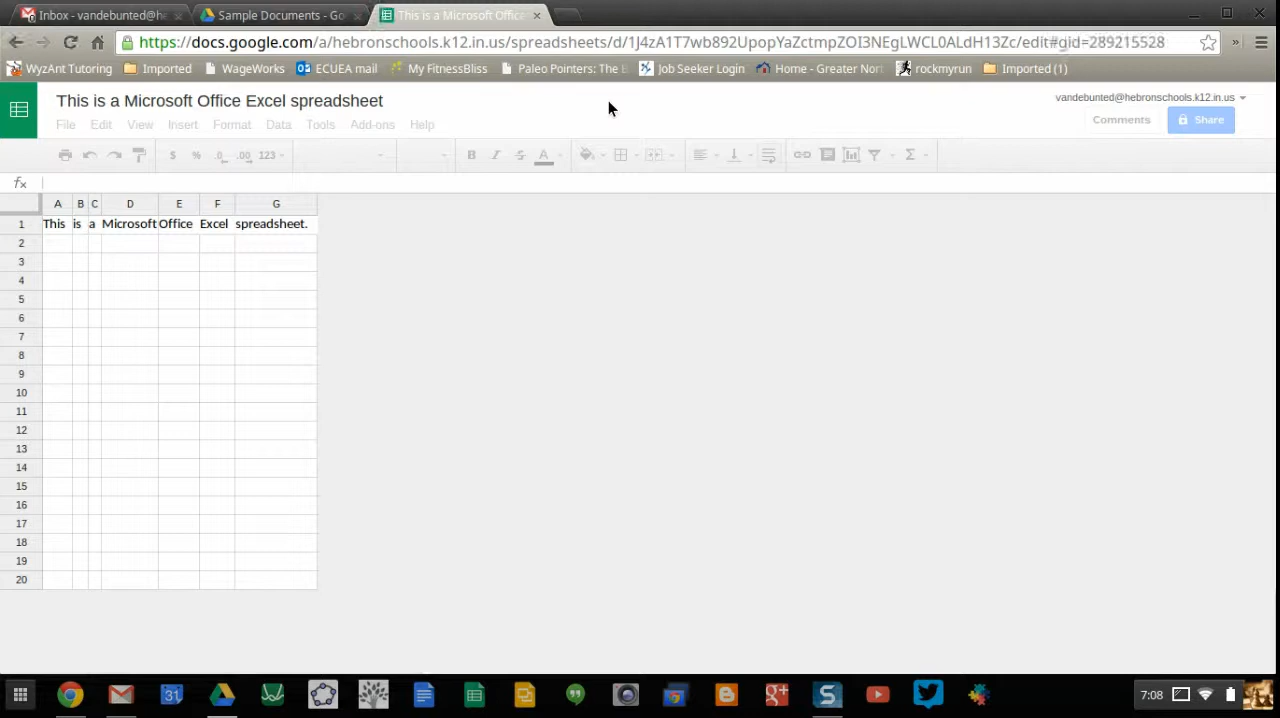 Inbox - vandebunted@he
Sample Documents - Go
This is a Microsoft Office
https://docs.google.com/a/hebronschools.k12.in.us/spreadsheets/d/1J4zA1T7wb892UpopYaZctmpZOI3NEgLWCL0ALdH13Zc/edit#gid=289215528
WyzAnt Tutoring Imported WageWorks ECUEA mail My FitnessBliss Paleo Pointers: The B Job Seeker Login Home - Greater Nort rockmyrun Imported (1)
This is a Microsoft Office Excel spreadsheet
vandebunted@hebronschools.k12.in.us
File Edit View Insert Format Data Tools Add-ons Help
Comments Share
$ % .0 .00 123 B I S A Σ
fx
A B C D E F G
1 This is a Microsoft Office Excel spreadsheet.
2
3
4
5
6
7
8
9
10
11
12
13
14
15
16
17
18
19
20
31 S 7:08